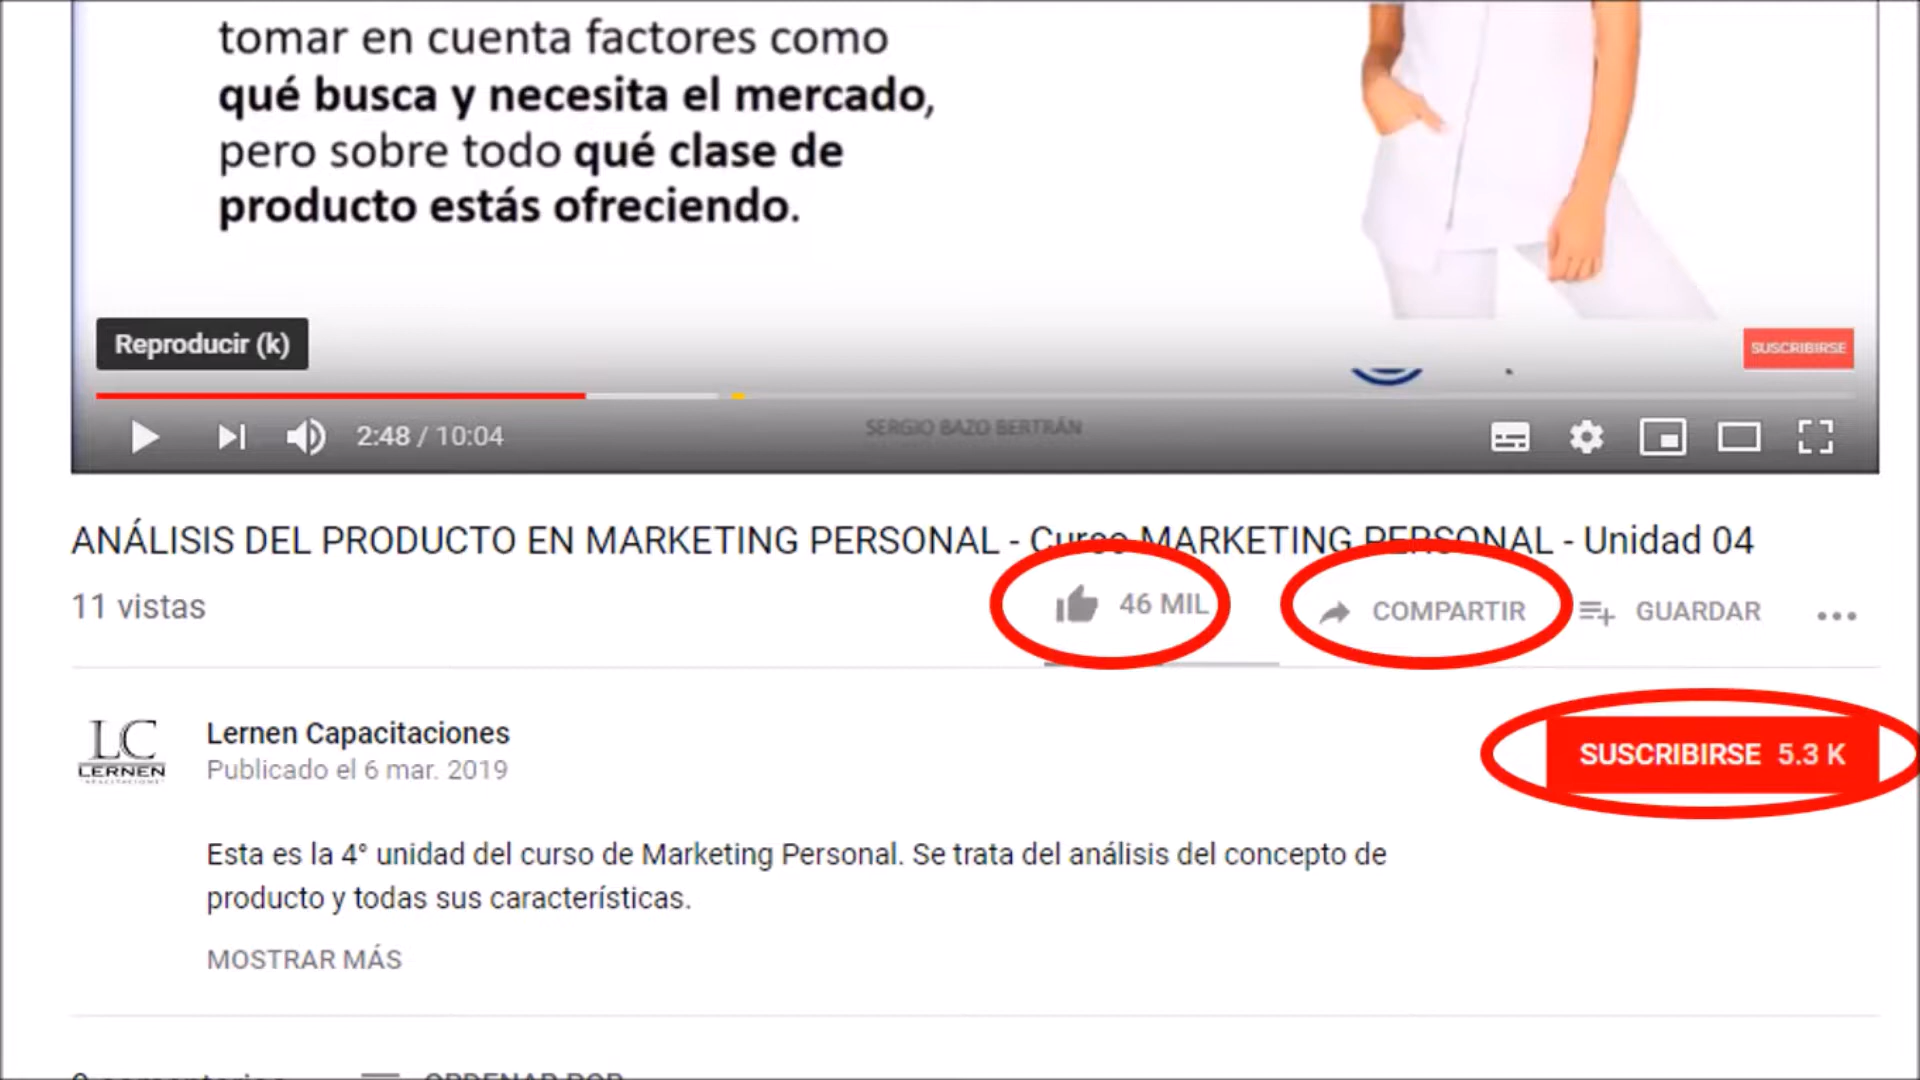 tomar en cuenta factores como
qué busca y necesita el mercado,
pero sobre todo qué clase de
producto estás ofreciendo.
Reproducir (k)
SUSCRIBIRSE
2:48 / 10:04
SERGIO BAZO BERTRÁN
ANÁLISIS DEL PRODUCTO EN MARKETING PERSONAL - Curso MARKETING PERSONAL - Unidad 04
11 vistas
46 MIL
COMPARTIR
GUARDAR
LC
LERNEN
Lernen Capacitaciones
Publicado el 6 mar. 2019
SUSCRIBIRSE 5.3 K
Esta es la 4° unidad del curso de Marketing Personal. Se trata del análisis del concepto de
producto y todas sus características.
MOSTRAR MÁS
0 comentarios
ORDENAR POR